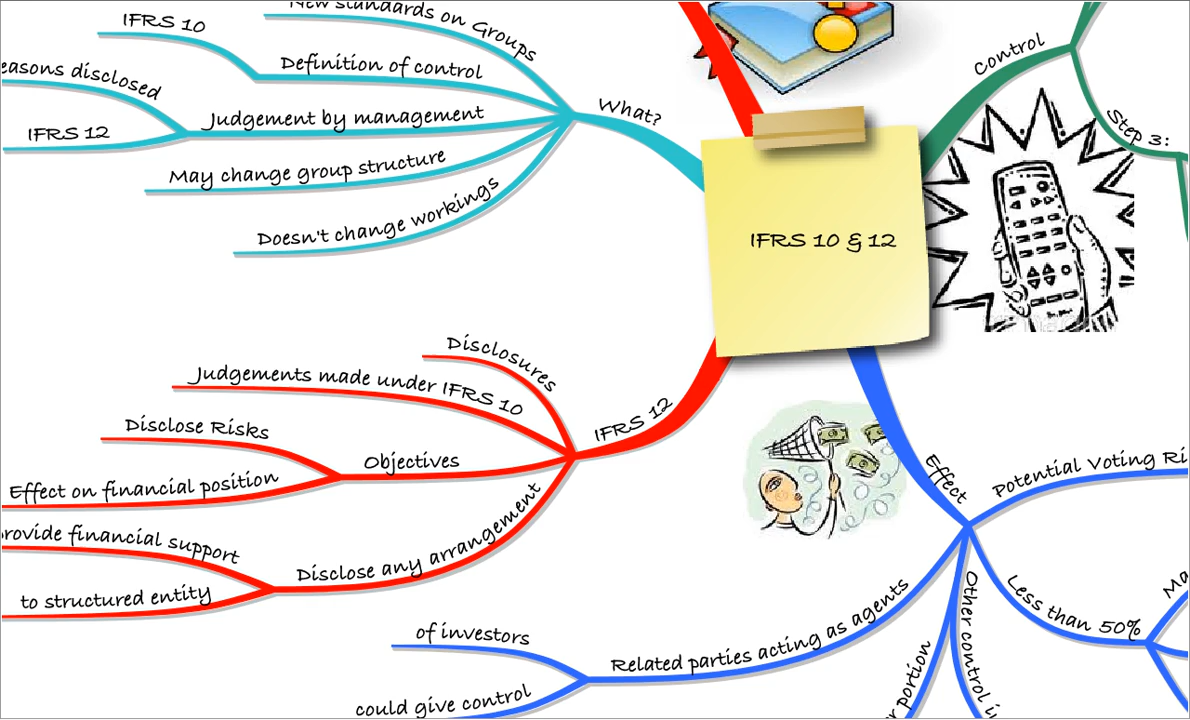 New standards on Groups
IFRS 10
Definition of control
reasons disclosed
Judgement by management
IFRS 12
May change group structure
Doesn't change workings
What?
Control
Step 3:
IFRS 10 & 12
Disclosures
Judgements made under IFRS 10
IFRS 12
Disclose Risks
Objectives
Effect on financial position
provide financial support
Disclose any arrangement
to structured entity
Effect
Potential Voting Ri
Less than 50%
Ma
Related parties acting as agents
of investors
could give control
r portion
Other control i